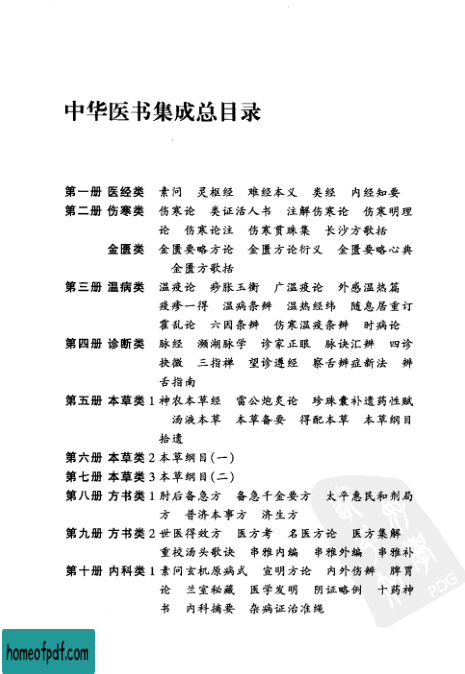 中华医书集成总目录
第一册 医经类 素问 灵枢经 难经本义 类经 内经知要
第二册 伤寒类 伤寒论 类证活人书 注解伤寒论 伤寒明理
论 伤寒论注 伤寒贯珠集 长沙方歌括
金匮类 金匮要略方论 金匮方论衍义 金匮要略心典
金匮方歌括
第三册 温病类 温疫论 痧胀玉衡 广温疫论 外感温热篇
疫疹一得 温病条辨 温热经纬 随息居重订
霍乱论 六因条辨 伤寒温疫条辨 时病论
第四册 诊断类 脉经 濒湖脉学 诊家正眼 脉诀汇辨 四诊
抉微 三指禅 望诊遵经 察舌辨症新法 辨
舌指南
第五册 本草类1 神农本草经 雷公炮炙论 珍珠囊补遗药性赋
汤液本草 本草备要 得配本草 本草纲目
拾遗
第六册 本草类2 本草纲目(一)
第七册 本草类3 本草纲目(二)
第八册 方书类1 肘后备急方 备急千金要方 太平惠民和剂局
方 普济本事方 济生方
第九册 方书类2 世医得效方 医方考 名医方论 医方集解
重校汤头歌诀 串雅内编 串雅外编 串雅补
第十册 内科类1 素问玄机原病式 宣明方论 内外伤辨 脾胃
论 兰室秘藏 医学发明 阴证略例 十药神
书 内科摘要 杂病证治准绳
PDG
homeofpdf.com